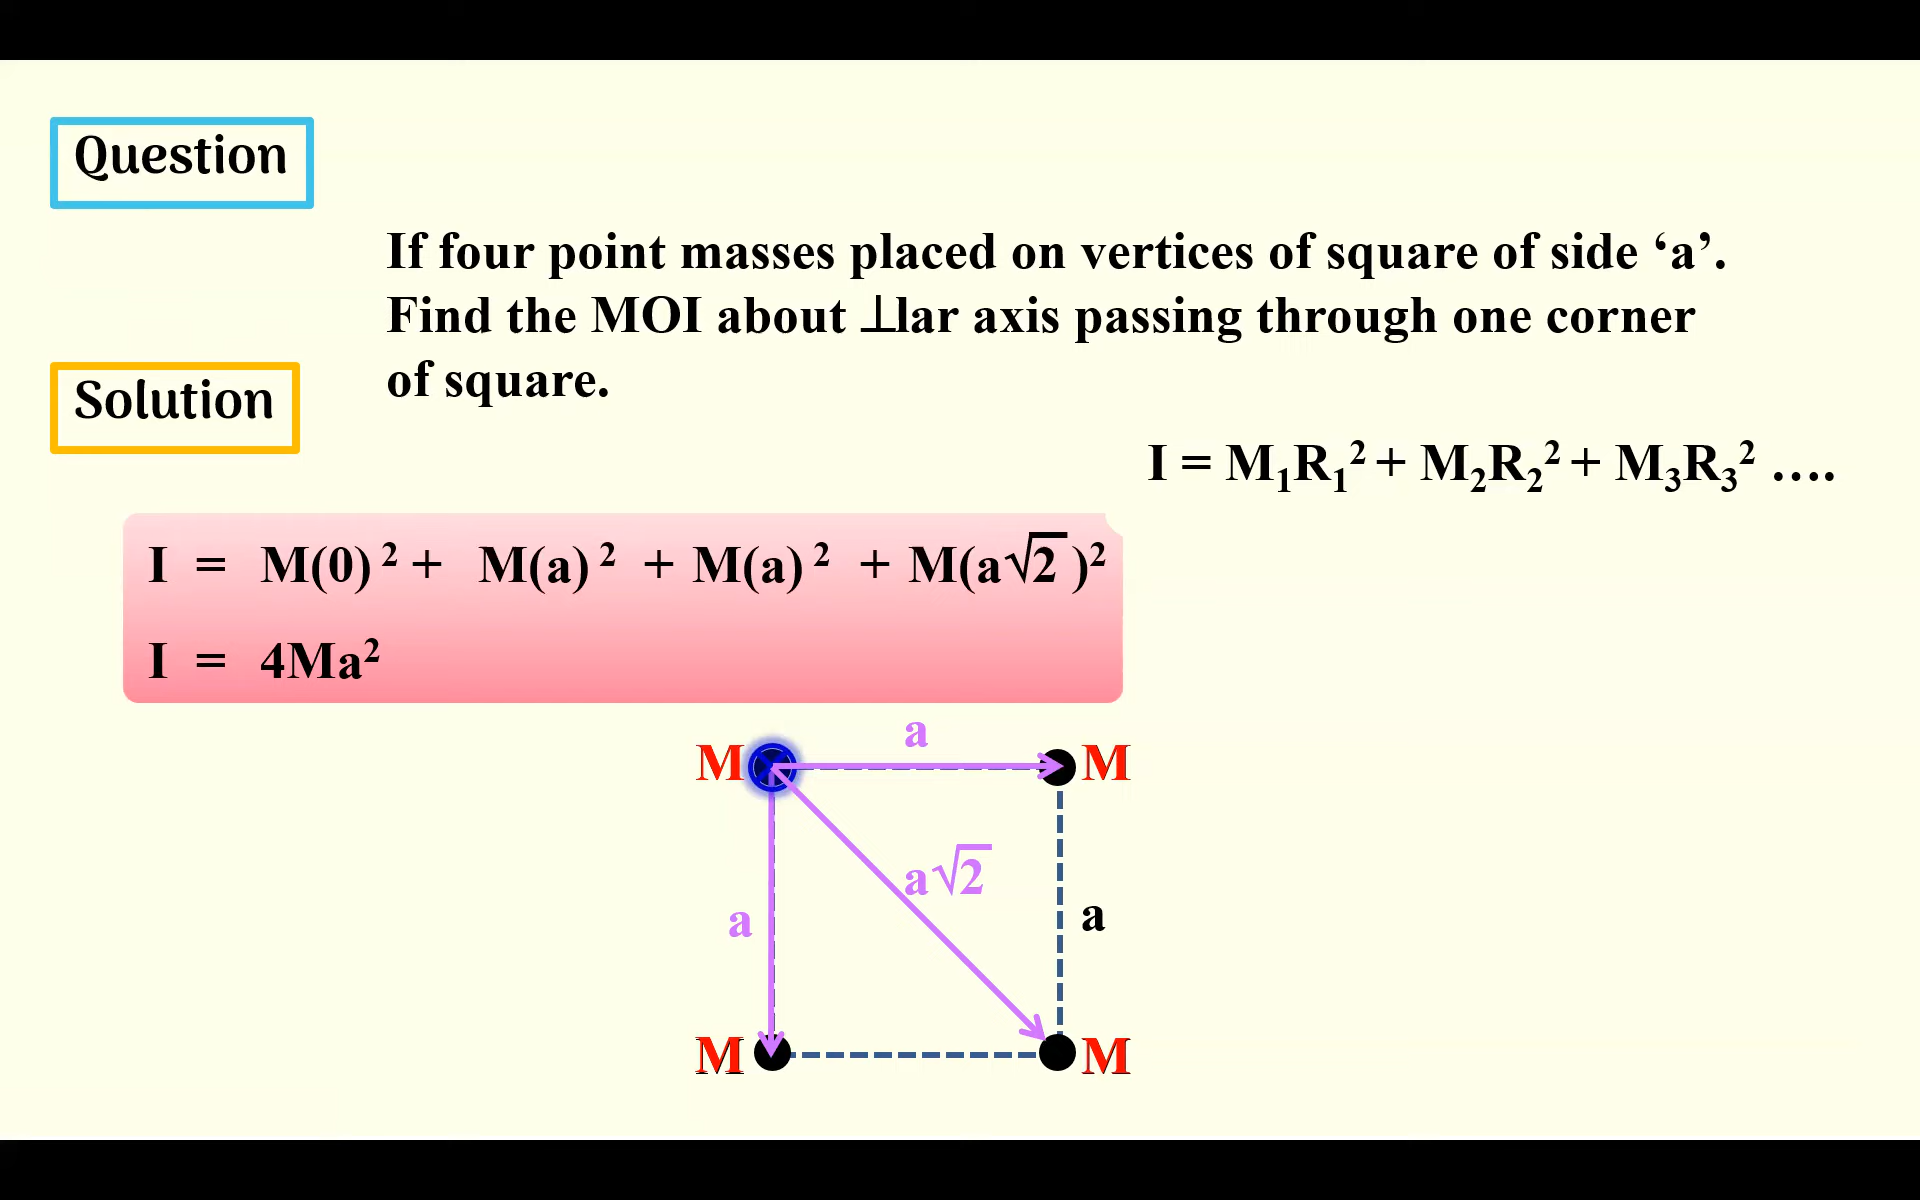 Question
If four point masses placed on vertices of square of side ‘a’.
Find the MOI about ⊥lar axis passing through one corner
of square.
Solution
I = M₁R₁² + M₂R₂² + M₃R₃² ....
I = M(0)² + M(a)² + M(a)² + M(a√2)²
I = 4Ma²
a
M M
a√2
a a
M M